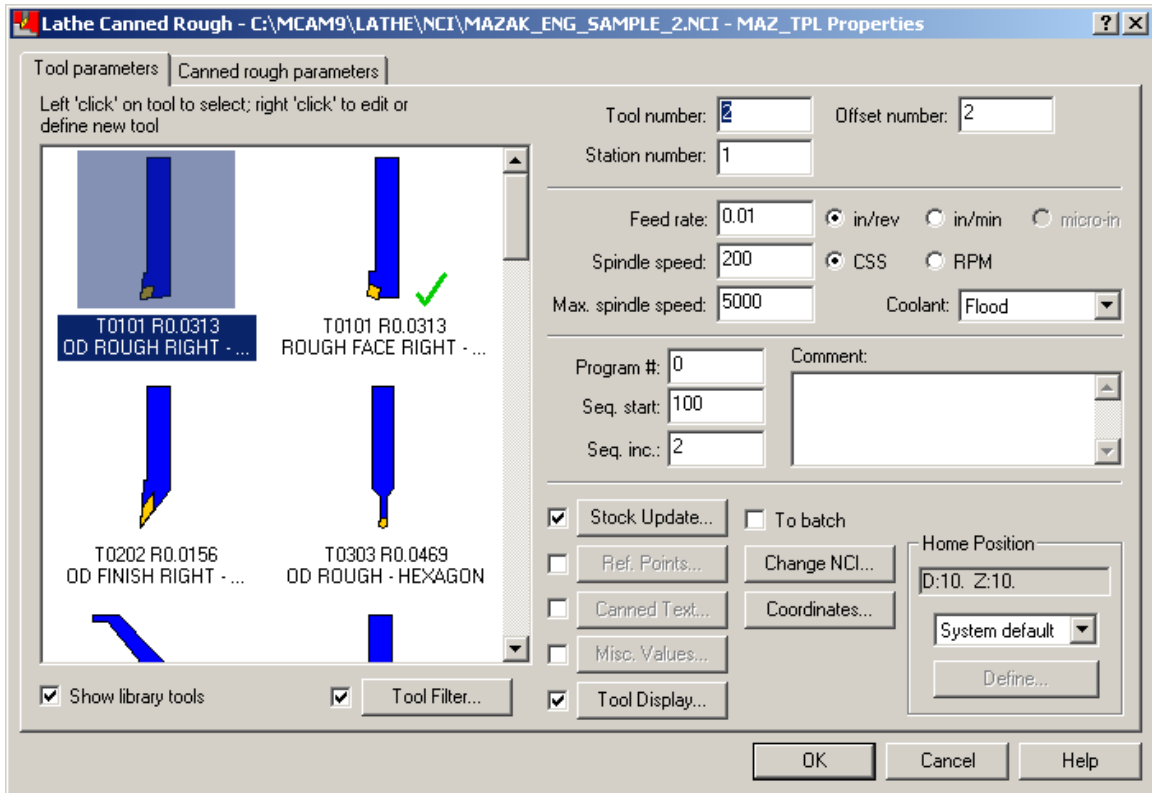 Lathe Canned Rough - C:\MCAM9\LATHE\NCI\MAZAK_ENG_SAMPLE_2.NCI - MAZ_TPL Properties
Tool parameters
Canned rough parameters
Left 'click' on tool to select; right 'click' to edit or
define new tool
T0101 R0.0313
OD ROUGH RIGHT - ...
T0101 R0.0313
ROUGH FACE RIGHT - ...
T0202 R0.0156
OD FINISH RIGHT - ...
T0303 R0.0469
OD ROUGH - HEXAGON
Show library tools
Tool Filter...
Tool number: 2
Offset number: 2
Station number: 1
Feed rate: 0.01
in/rev
in/min
micro-in
Spindle speed: 200
CSS
RPM
Max. spindle speed: 5000
Coolant: Flood
Program #: 0
Seq. start: 100
Seq. inc.: 2
Comment:
Stock Update...
To batch
Ref. Points...
Change NCI...
Canned Text...
Coordinates...
Misc. Values...
Tool Display...
Home Position
D:10. Z:10.
System default
Define...
OK
Cancel
Help